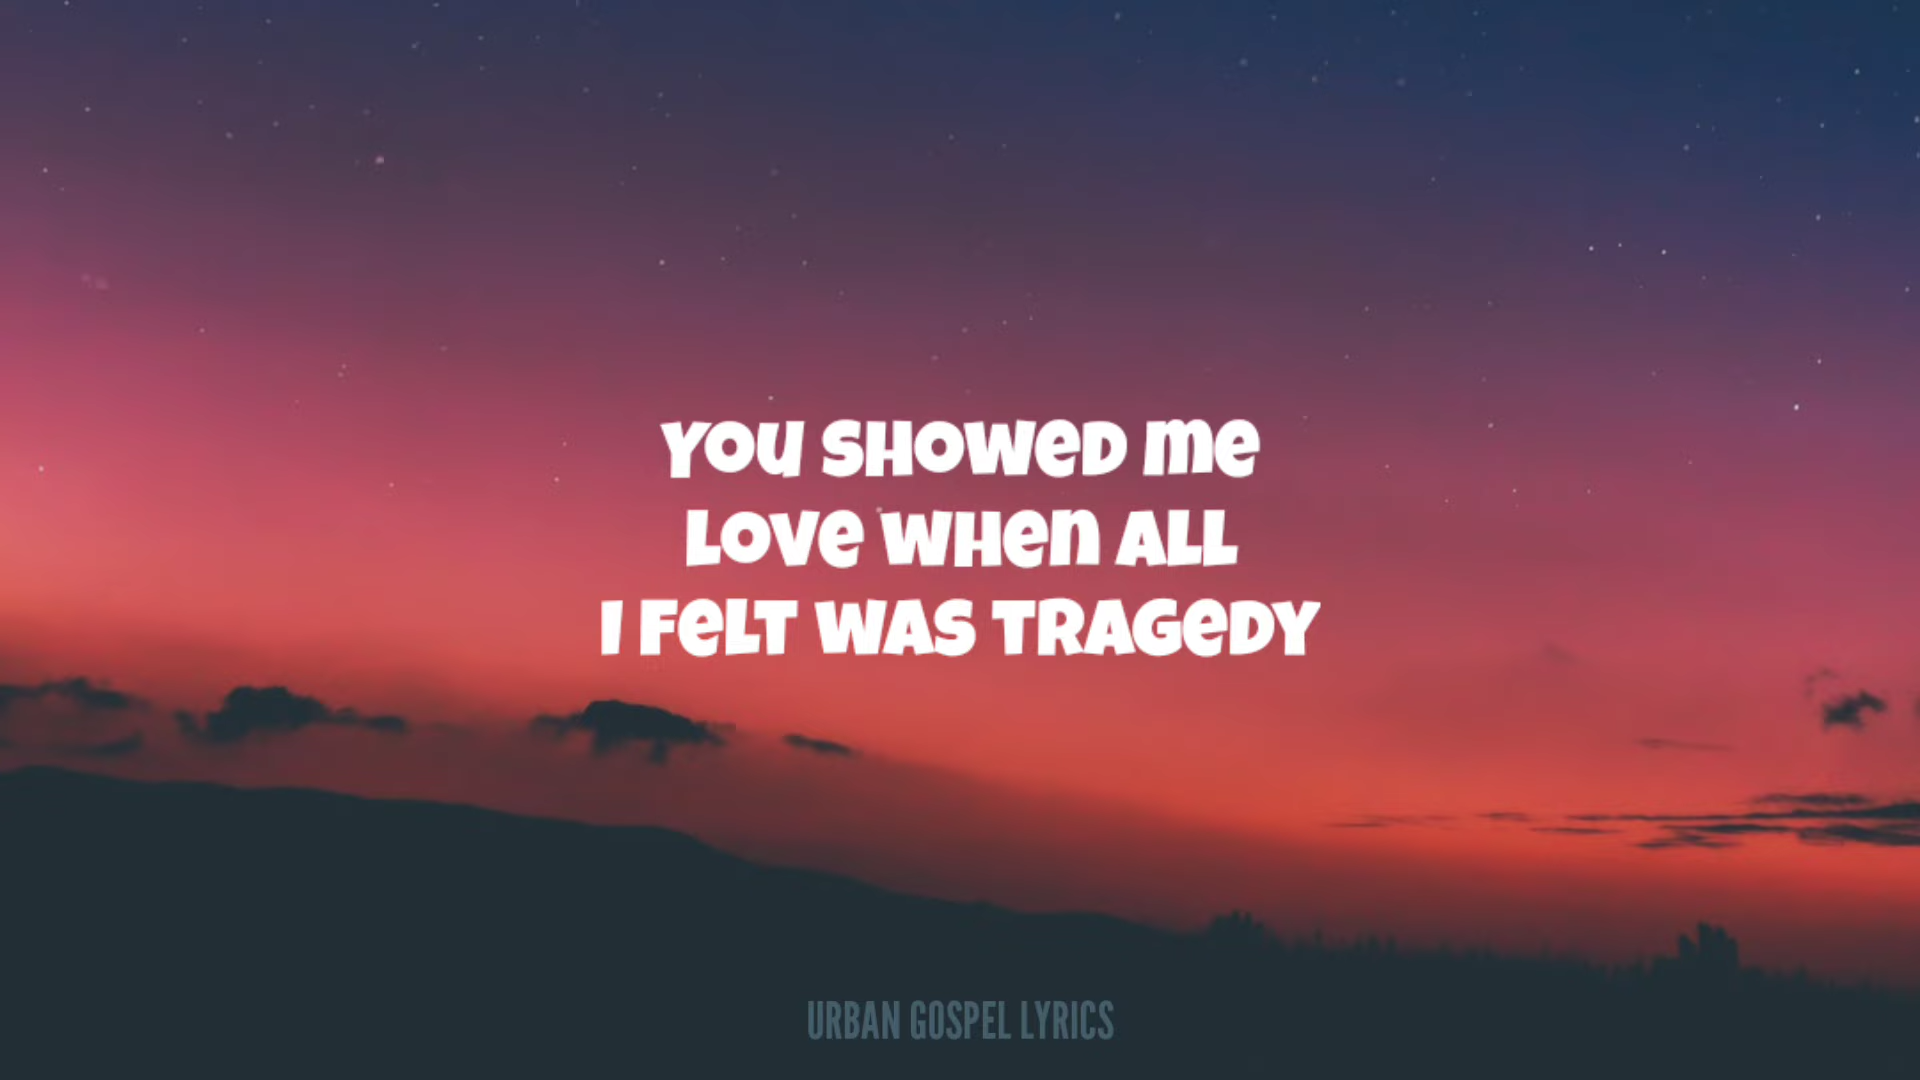 YOU SHOWED ME
LOVE WHEN ALL
I FELT WAS TRAGEDY
URBAN GOSPEL LYRICS